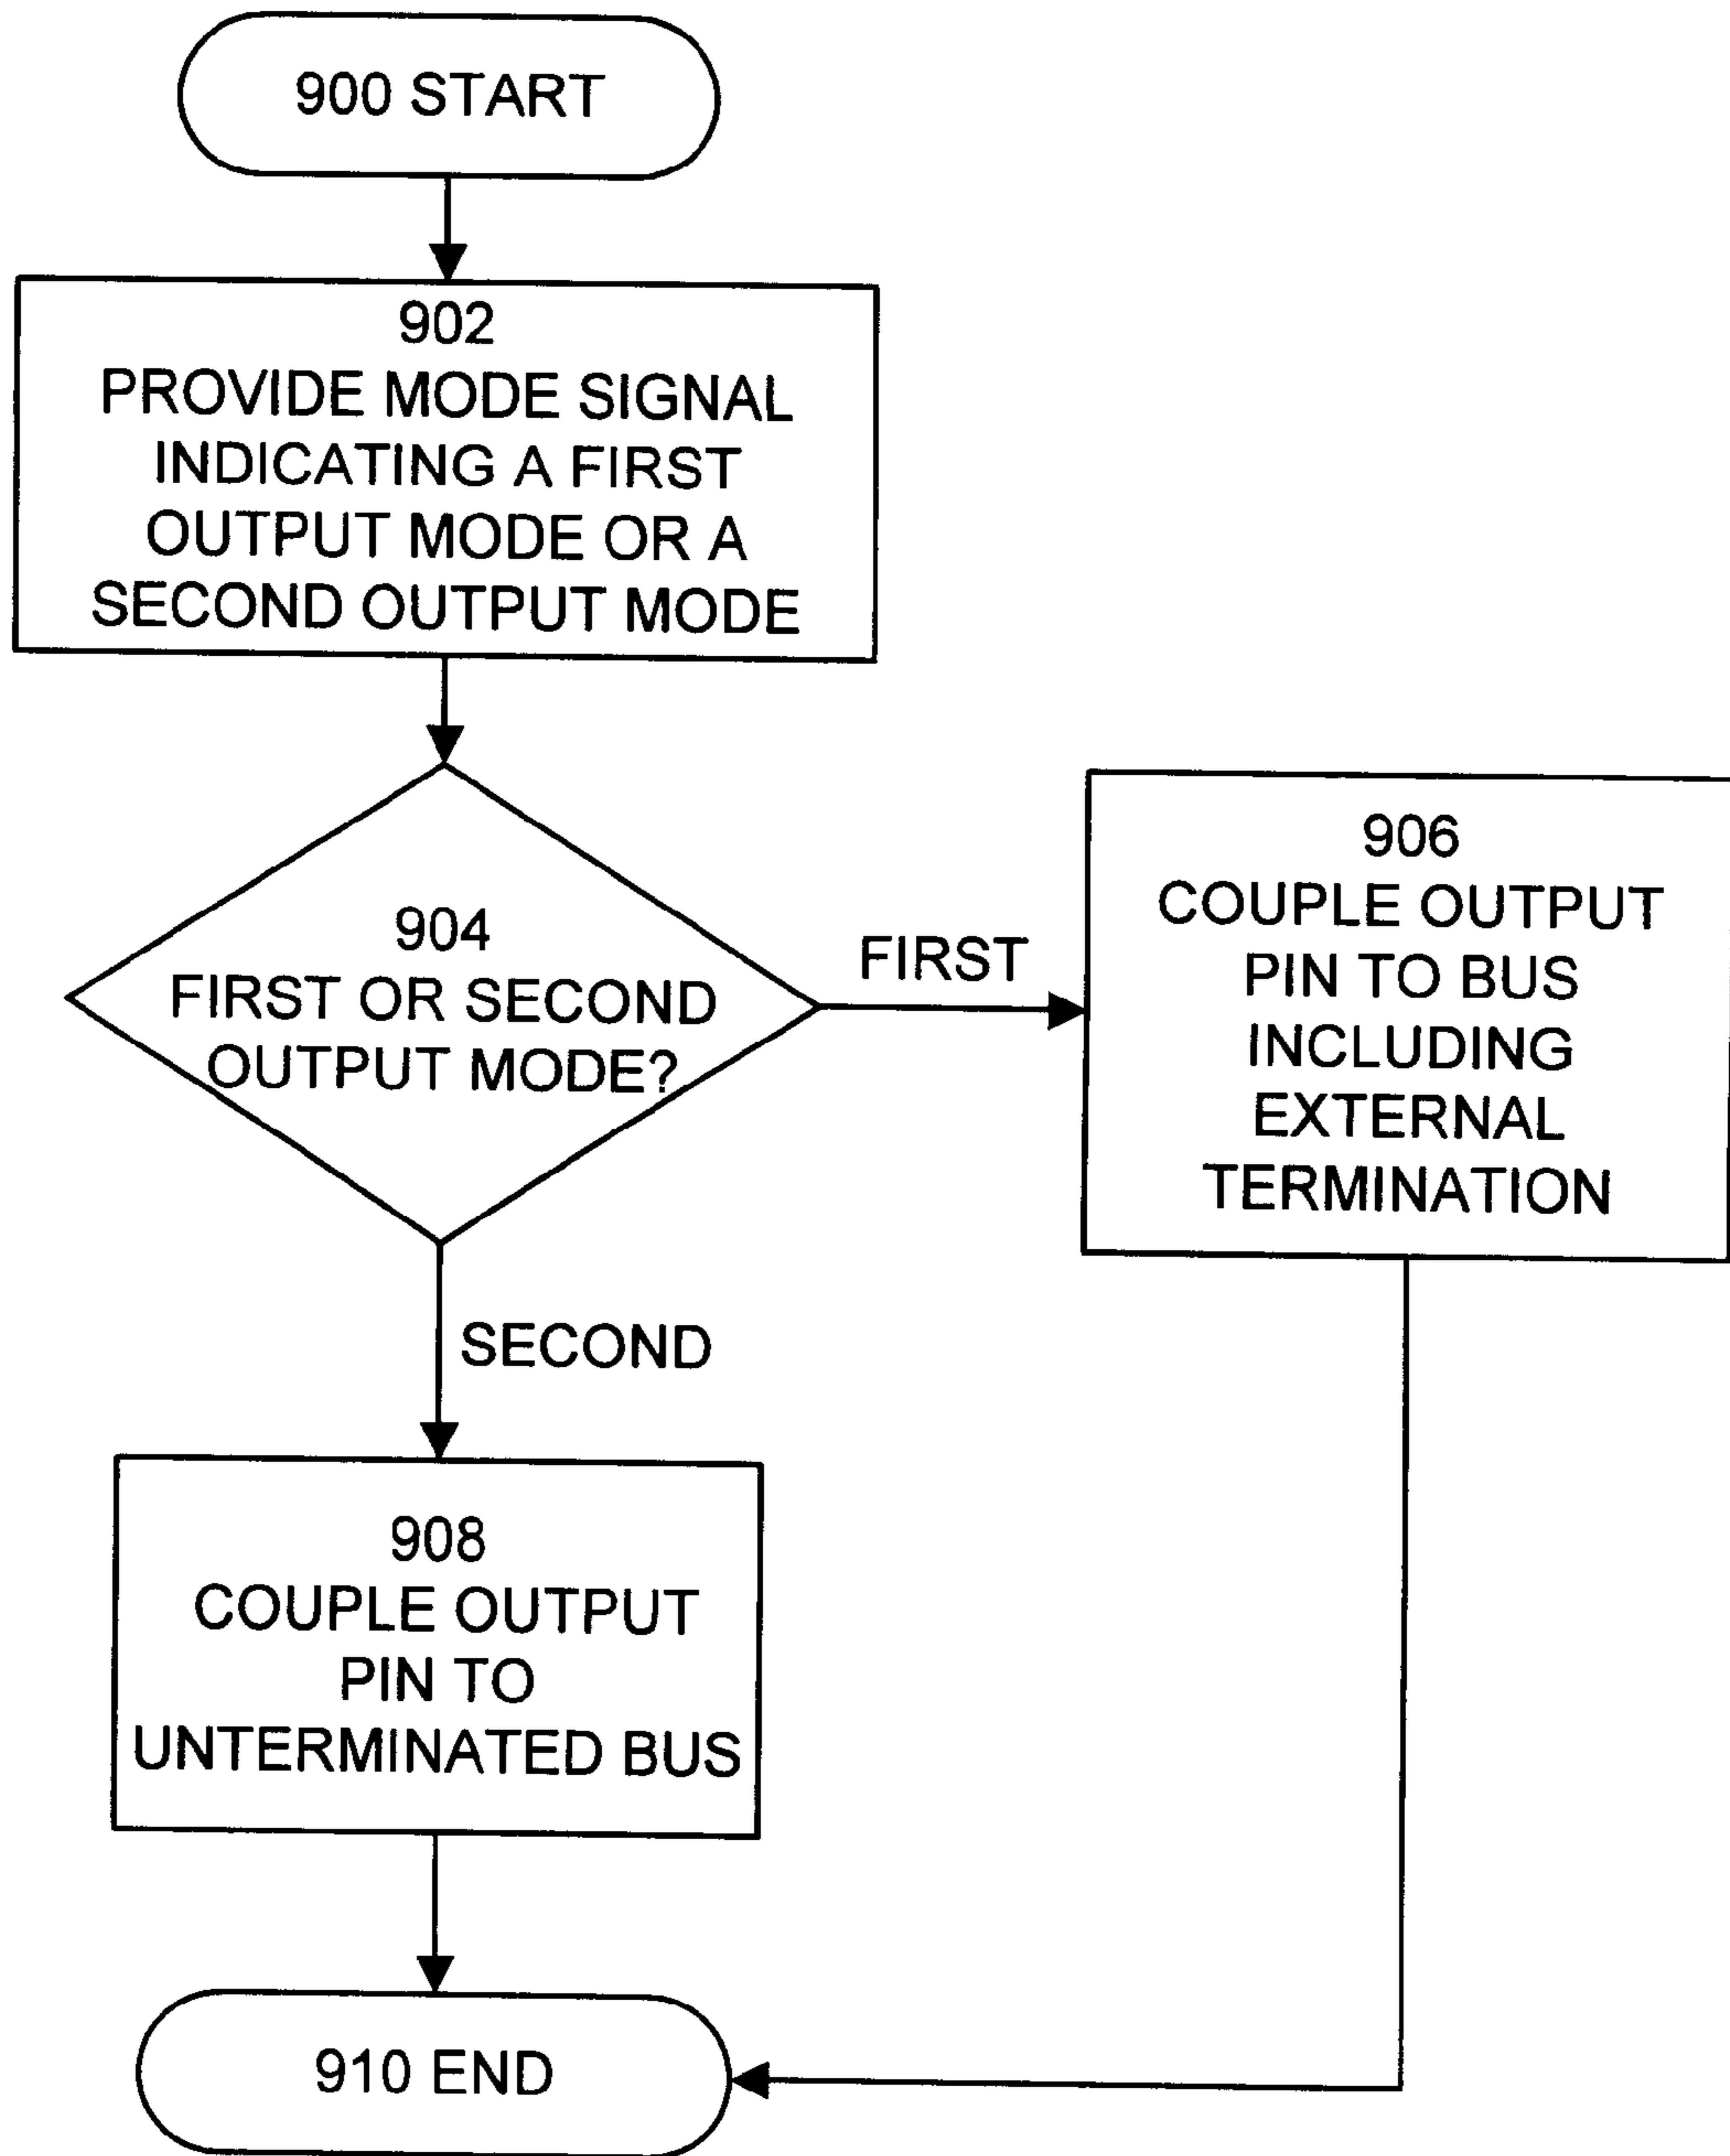 900 START
902
PROVIDE MODE SIGNAL
INDICATING A FIRST
OUTPUT MODE OR A
SECOND OUTPUT MODE
904
FIRST OR SECOND
OUTPUT MODE?
FIRST
906
COUPLE OUTPUT
PIN TO BUS
INCLUDING
EXTERNAL
TERMINATION
SECOND
908
COUPLE OUTPUT
PIN TO
UNTERMINATED BUS
910 END